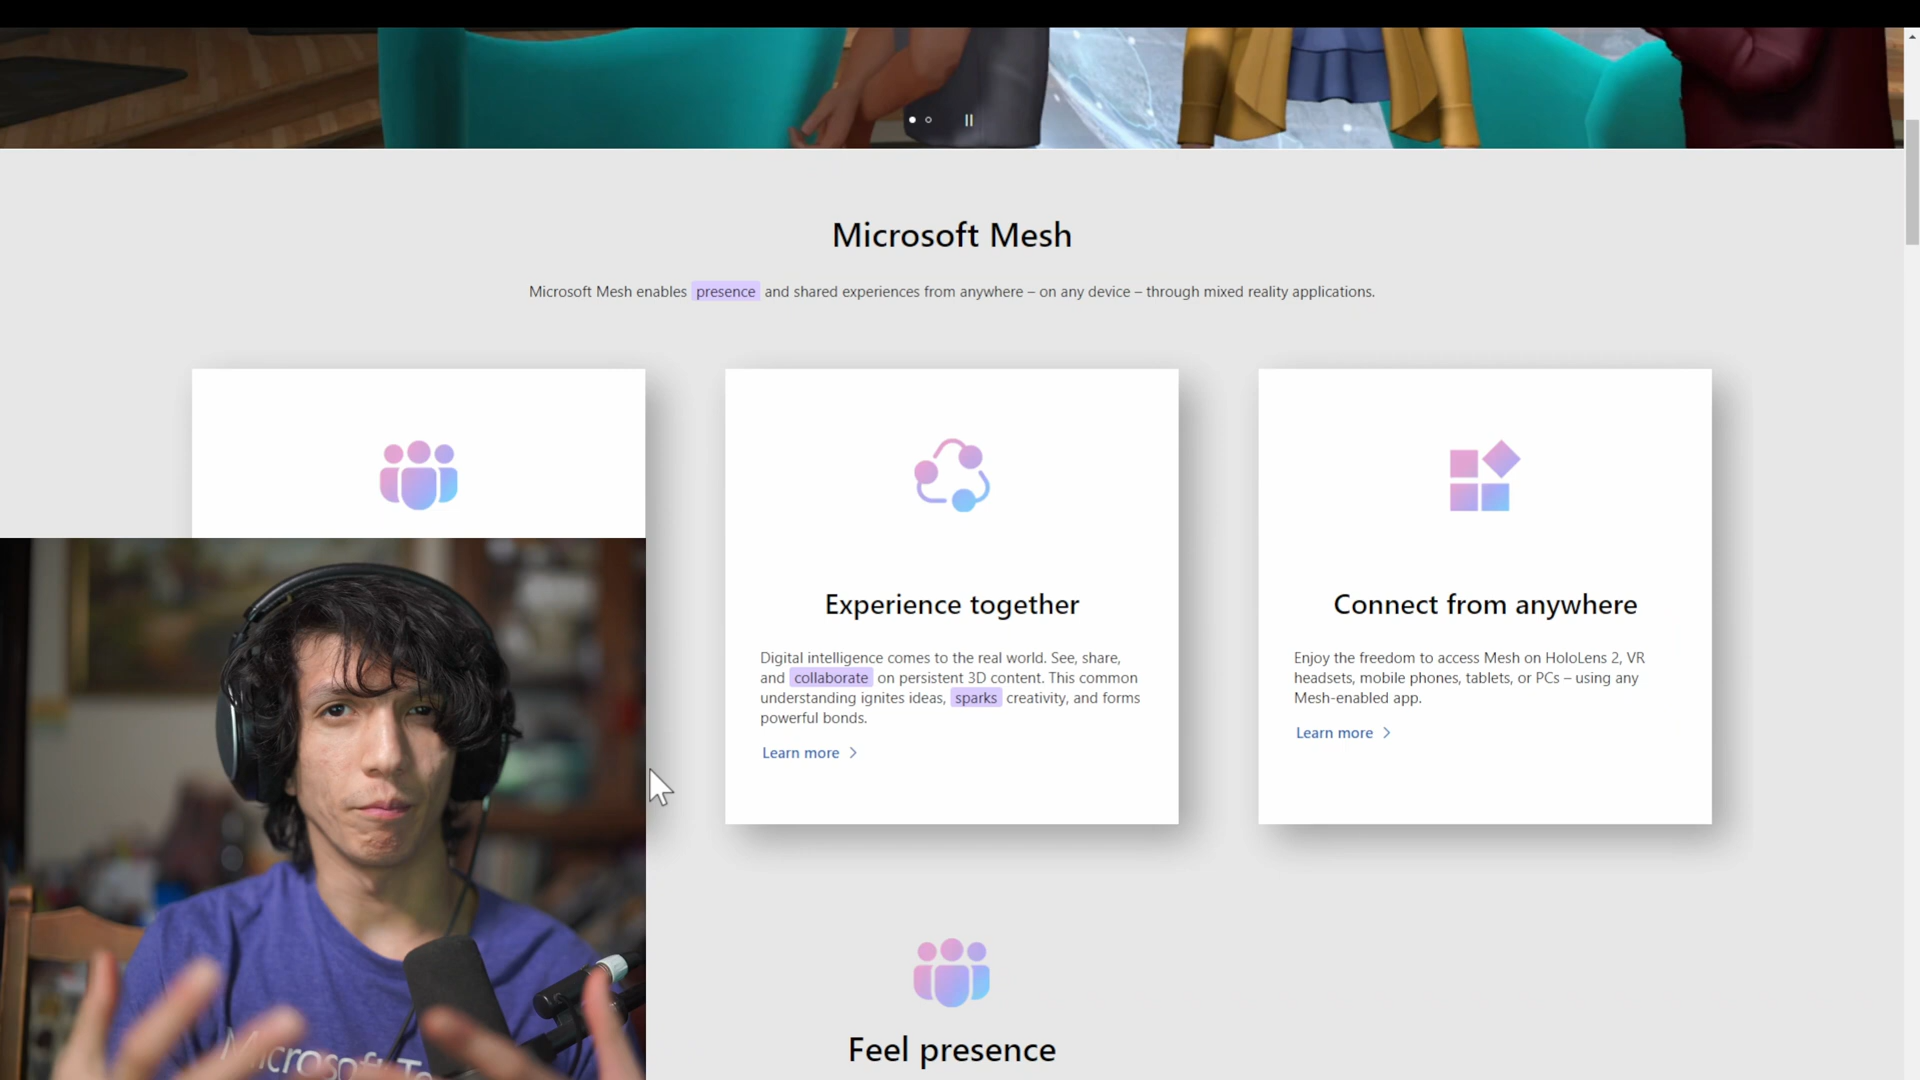 Microsoft Mesh
Microsoft Mesh enables presence and shared experiences from anywhere – on any device – through mixed reality applications.
Experience together
Digital intelligence comes to the real world. See, share,
and collaborate on persistent 3D content. This common
understanding ignites ideas, sparks creativity, and forms
powerful bonds.
Learn more
Connect from anywhere
Enjoy the freedom to access Mesh on HoloLens 2, VR
headsets, mobile phones, tablets, or PCs – using any
Mesh-enabled app.
Learn more
Microsoft Te
Feel presence